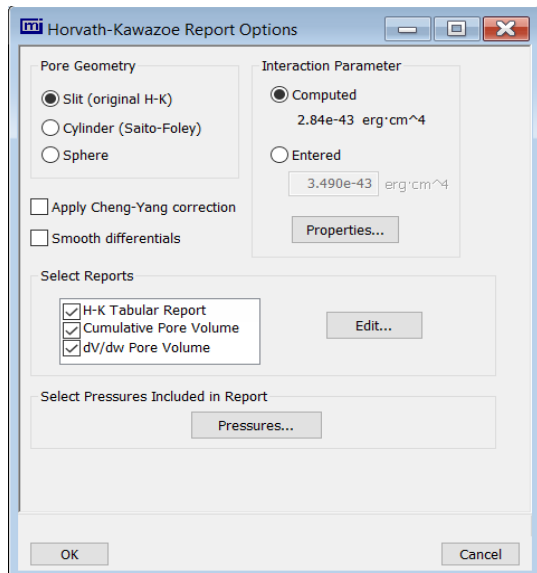 mi Horvath-Kawazoe Report Options
Pore Geometry
Slit (original H-K)
Cylinder (Saito-Foley)
Sphere
Interaction Parameter
Computed
2.84e-43 erg·cm^4
Entered
3.490e-43 erg·cm^4
Properties...
Apply Cheng-Yang correction
Smooth differentials
Select Reports
H-K Tabular Report
Cumulative Pore Volume
dV/dw Pore Volume
Edit...
Select Pressures Included in Report
Pressures...
OK
Cancel